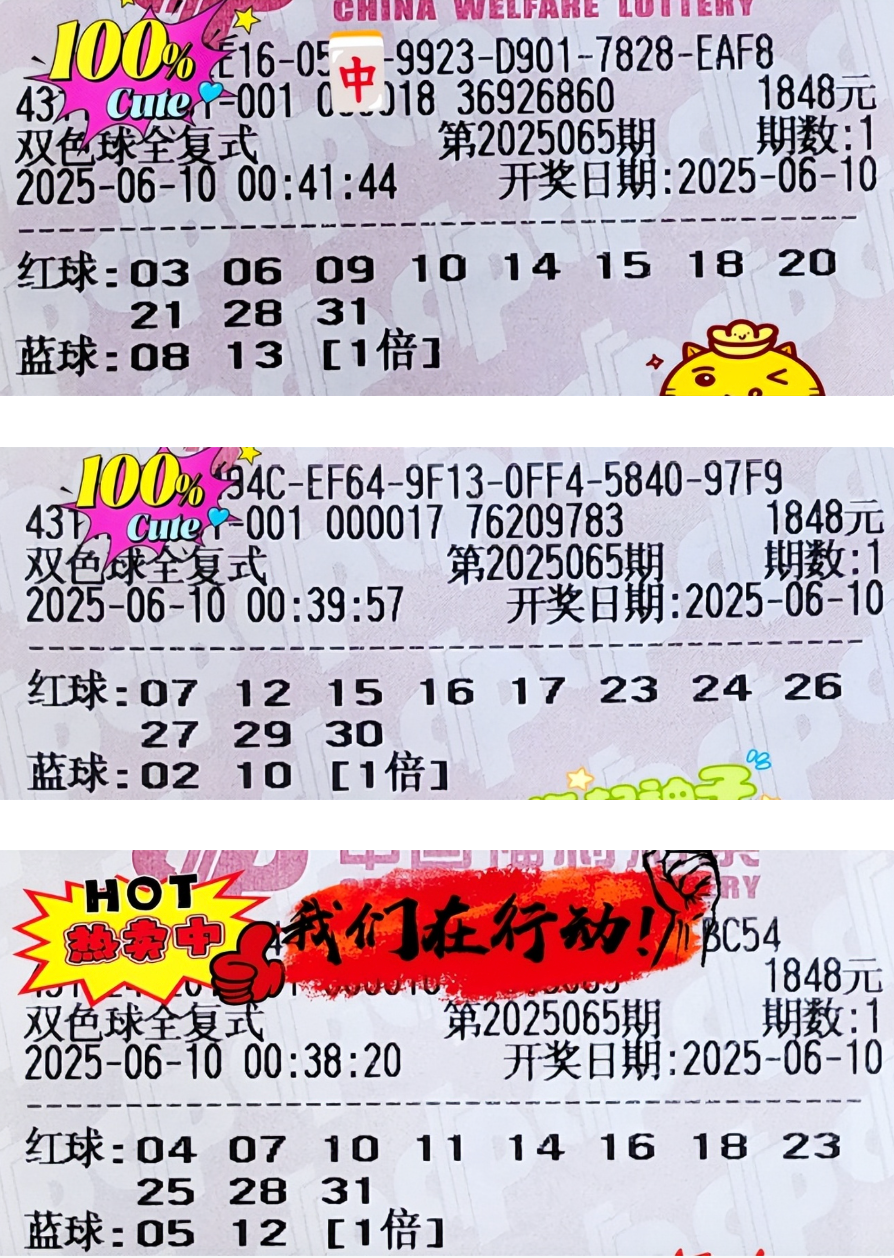 CHINA WELFARE LOTTERY
100%
Cute
E16-05
中
-9923-D901-7828-EAF8
-001
18 36926860
1848元
双色球全复式 第2025065期 期数:1
2025-06-10 00:41:44 开奖日期:2025-06-10
红球:03 06 09 10 14 15 18 20
21 28 31
蓝球:08 13 [1倍]
100%
Cute
94C-EF64-9F13-0FF4-5840-97F9
-001 000017 76209783 1848元
双色球全复式 第2025065期 期数:1
2025-06-10 00:39:57 开奖日期:2025-06-10
红球:07 12 15 16 17 23 24 26
27 29 30
蓝球:02 10 [1倍]
HOT
热卖中
我们在行动!
BC54
1848元
双色球全复式 第2025065期 期数:1
2025-06-10 00:38:20 开奖日期:2025-06-10
红球:04 07 10 11 14 16 18 23
25 28 31
蓝球:05 12 [1倍]